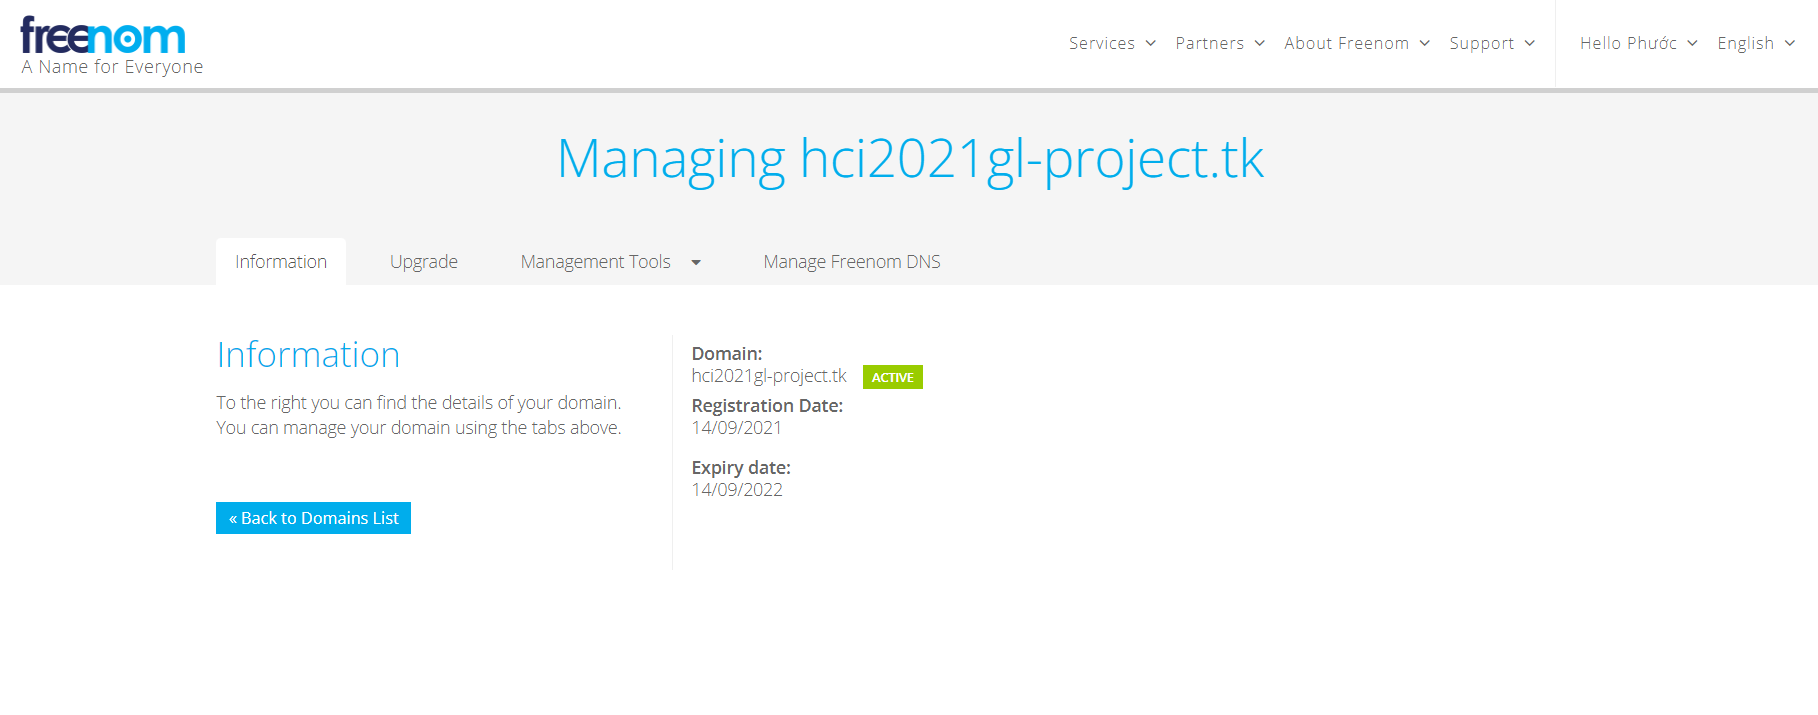 freenom
A Name for Everyone
Services
Partners
About Freenom
Support
Hello Phước
English
Managing hci2021gl-project.tk
Information
Upgrade
Management Tools
Manage Freenom DNS
Information
To the right you can find the details of your domain.
You can manage your domain using the tabs above.
« Back to Domains List
Domain:
hci2021gl-project.tk ACTIVE
Registration Date:
14/09/2021
Expiry date:
14/09/2022